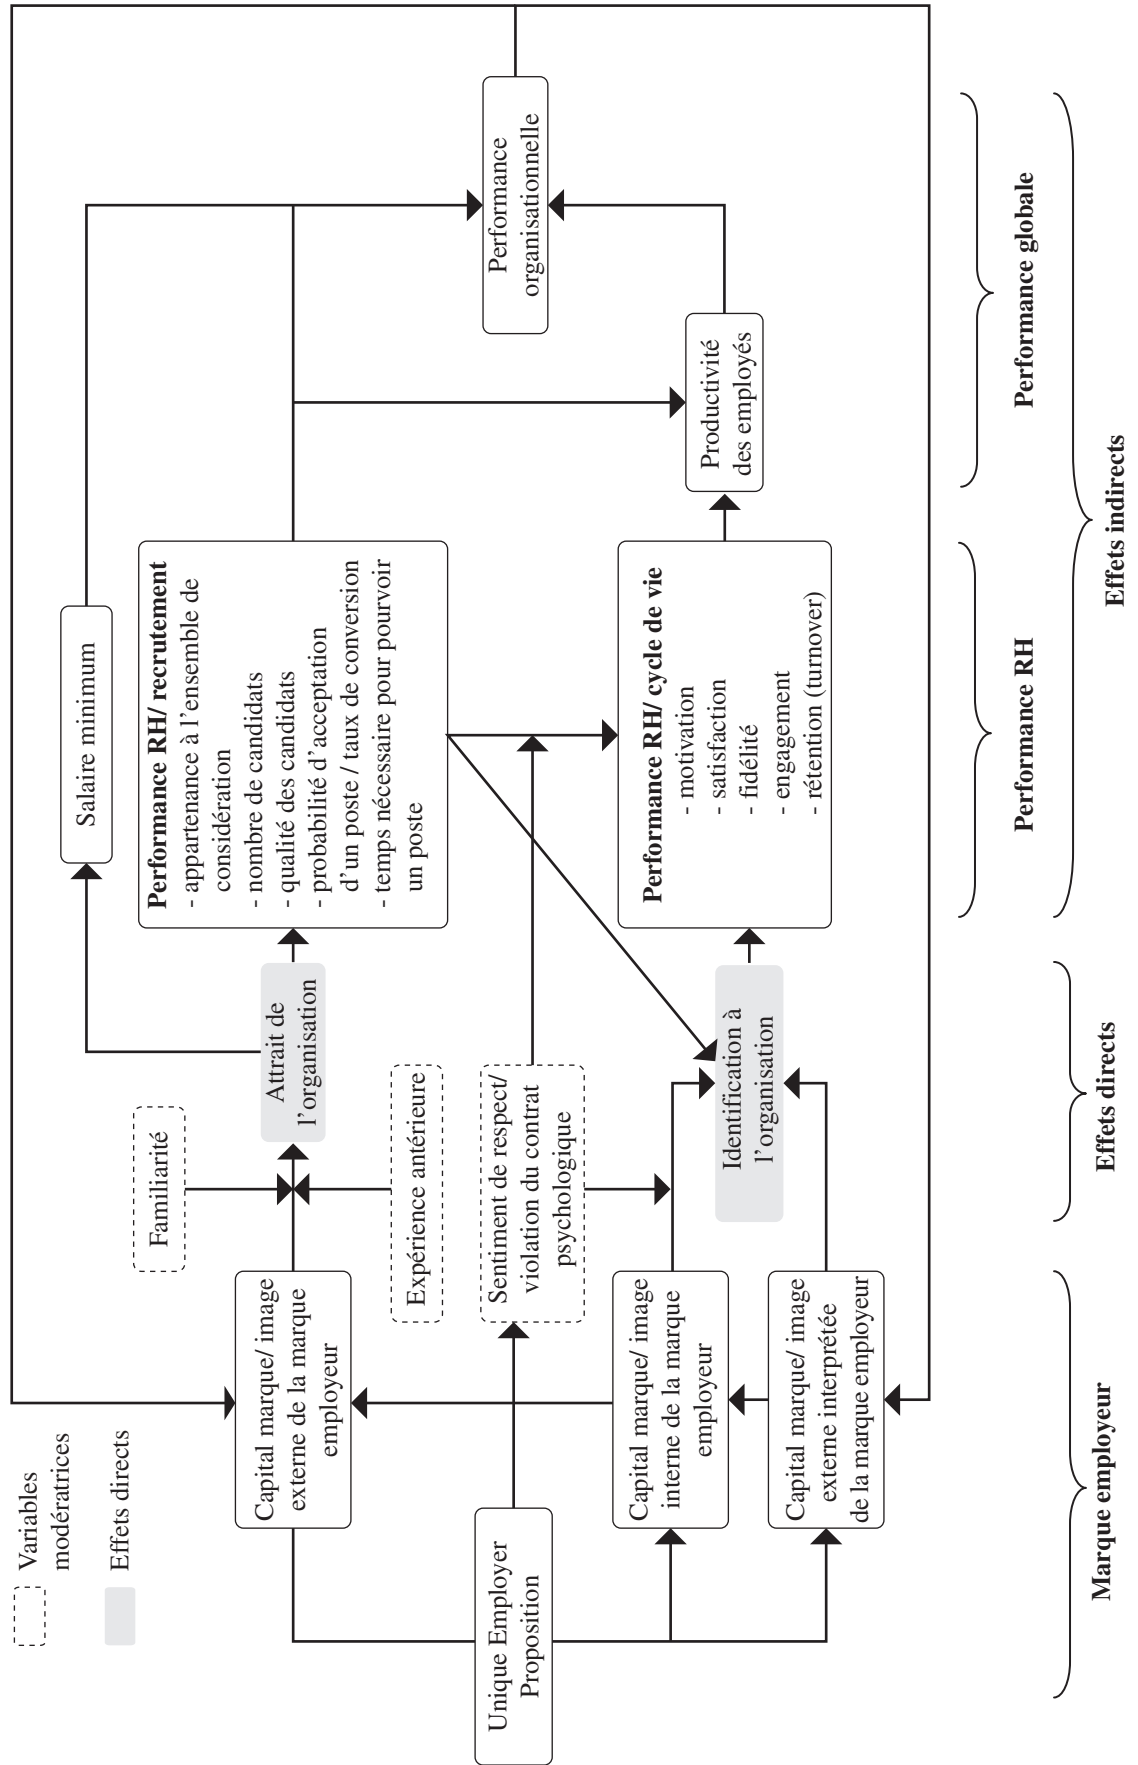 Variables
modératrices
Effets directs
Unique Employer
Proposition
Capital marque/ image
externe de la marque
employeur
Capital marque/ image
interne de la marque
employeur
Capital marque/ image
externe interprétée
de la marque employeur
Familiarité
Expérience antérieure
Sentiment de respect/
violation du contrat
psychologique
Attrait de
l’organisation
Identification à
l’organisation
Salaire minimum
Performance RH/ recrutement
- appartenance à l’ensemble de
considération
- nombre de candidats
- qualité des candidats
- probabilité d’acceptation
d’un poste / taux de conversion
- temps nécessaire pour pourvoir
un poste
Performance RH/ cycle de vie
- motivation
- satisfaction
- fidélité
- engagement
- rétention (turnover)
Productivité
des employés
Performance
organisationnelle
Marque employeur
Effets directs
Performance RH
Performance globale
Effets indirects